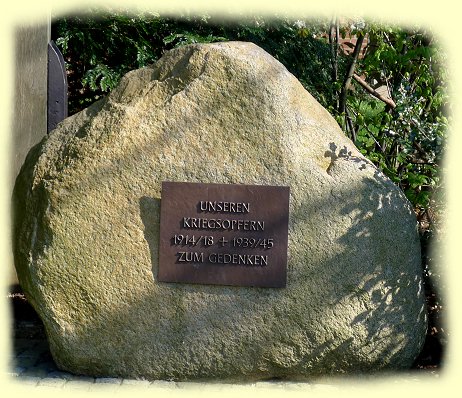 UNSEREN
KRIEGSOPFERN
1914/18 + 1939/45
ZUM GEDENKEN